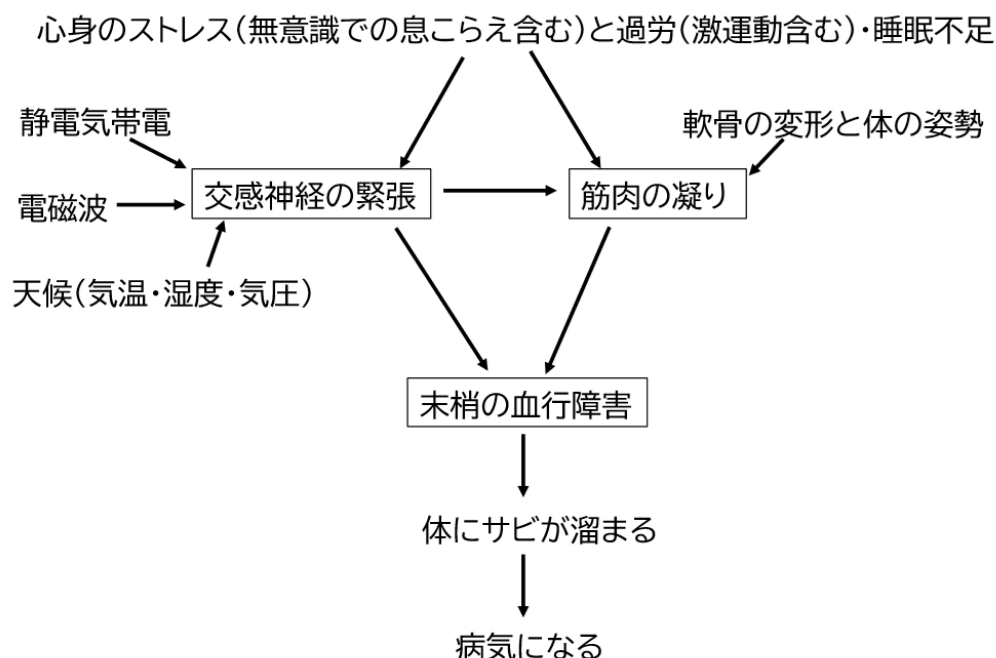 心身のストレス（無意識での息こらえ含む）と過労（激運動含む）・睡眠不足
静電気帯電
軟骨の変形と体の姿勢
電磁波
交感神経の緊張
筋肉の凝り
天候（気温・湿度・気圧）
末梢の血行障害
体にサビが溜まる
病気になる